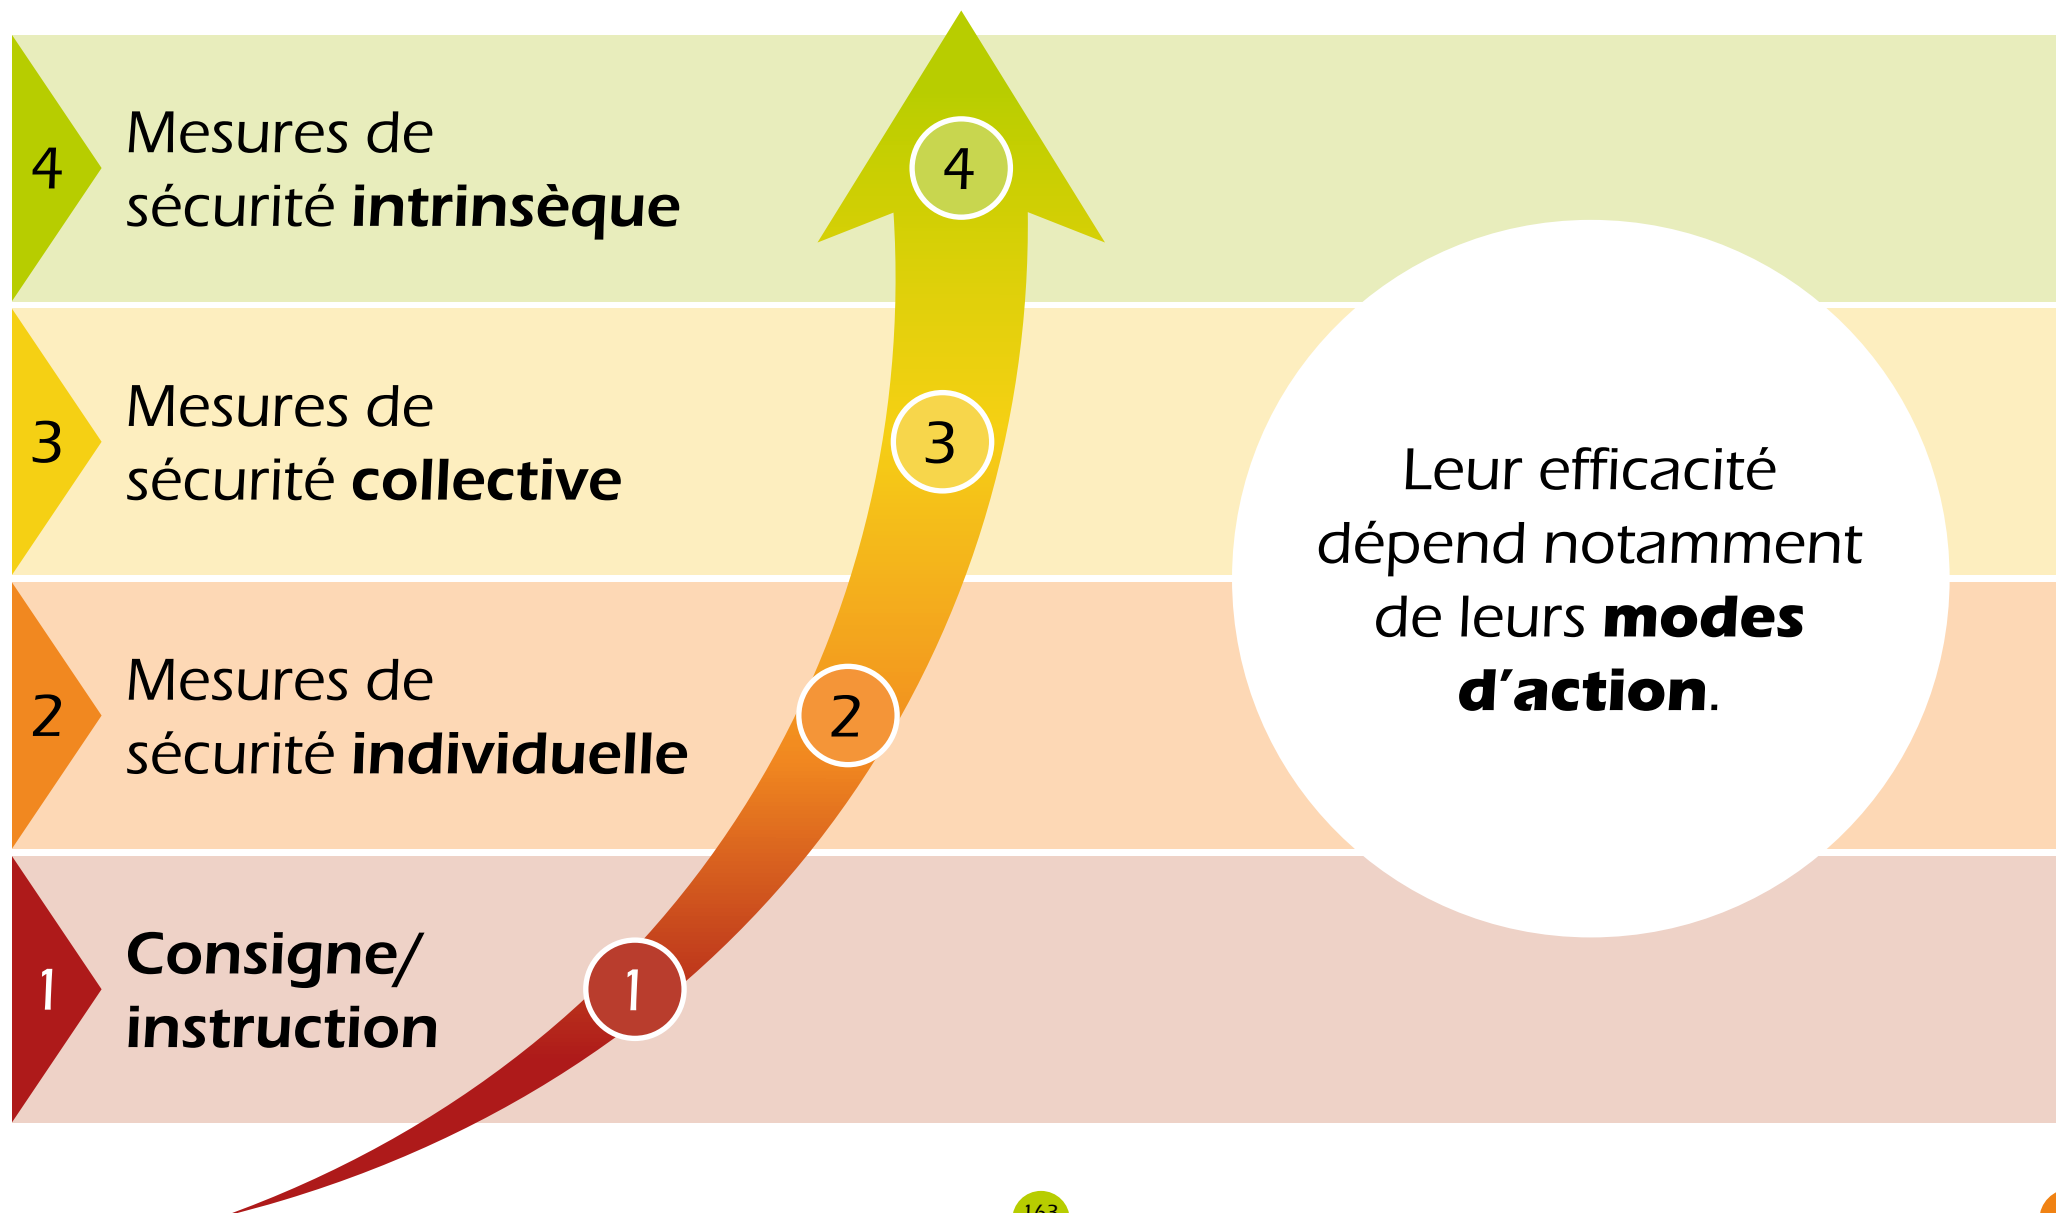 4
Mesures de
sécurité intrinsèque
4
3
Mesures de
sécurité collective
3
2
Mesures de
sécurité individuelle
2
1
Consigne/
instruction
1
Leur efficacité
dépend notamment
de leurs modes
d’action.
163